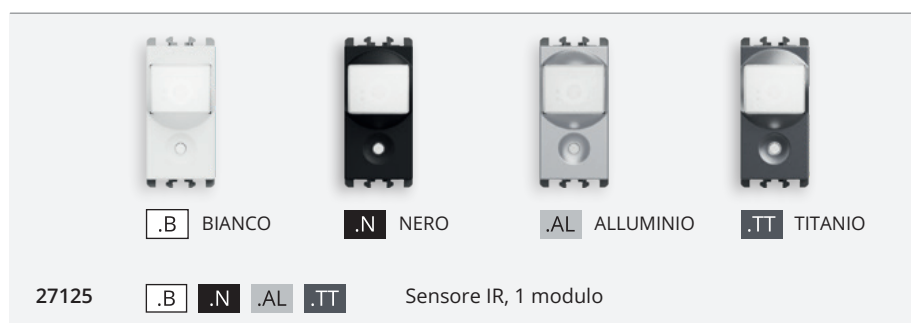 .B BIANCO .N NERO .AL ALLUMINIO .TT TITANIO
27125 .B .N .AL .TT Sensore IR, 1 modulo